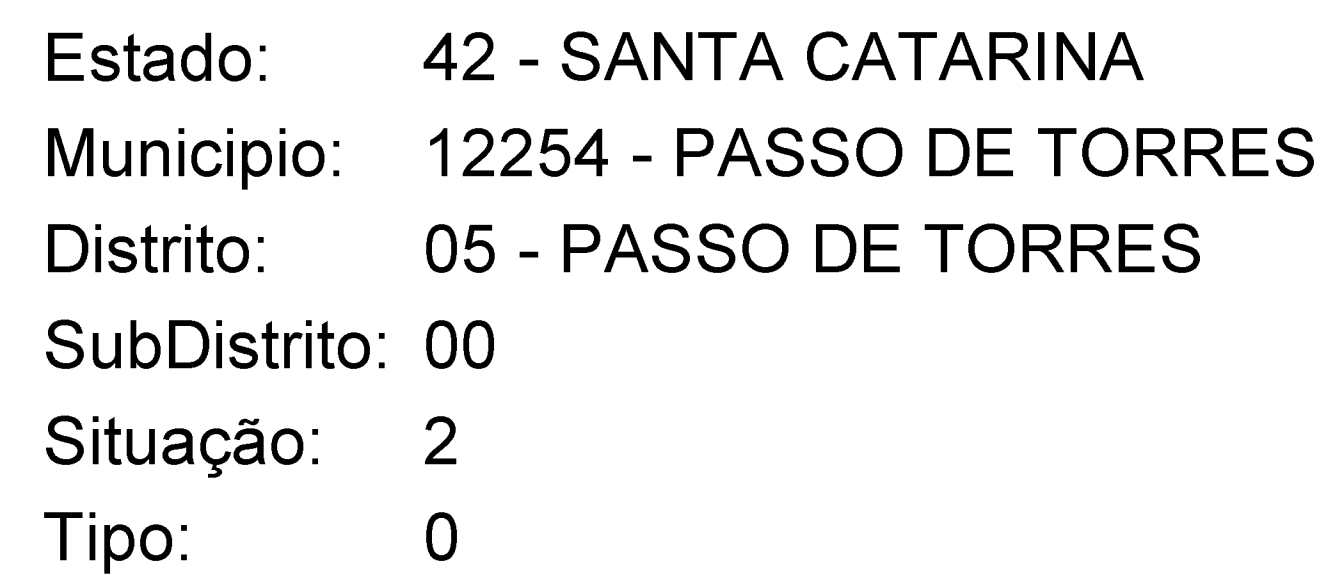 Estado: 42 - SANTA CATARINA
Municipio: 12254 - PASSO DE TORRES
Distrito: 05 - PASSO DE TORRES
SubDistrito: 00
Situação: 2
Tipo: 0